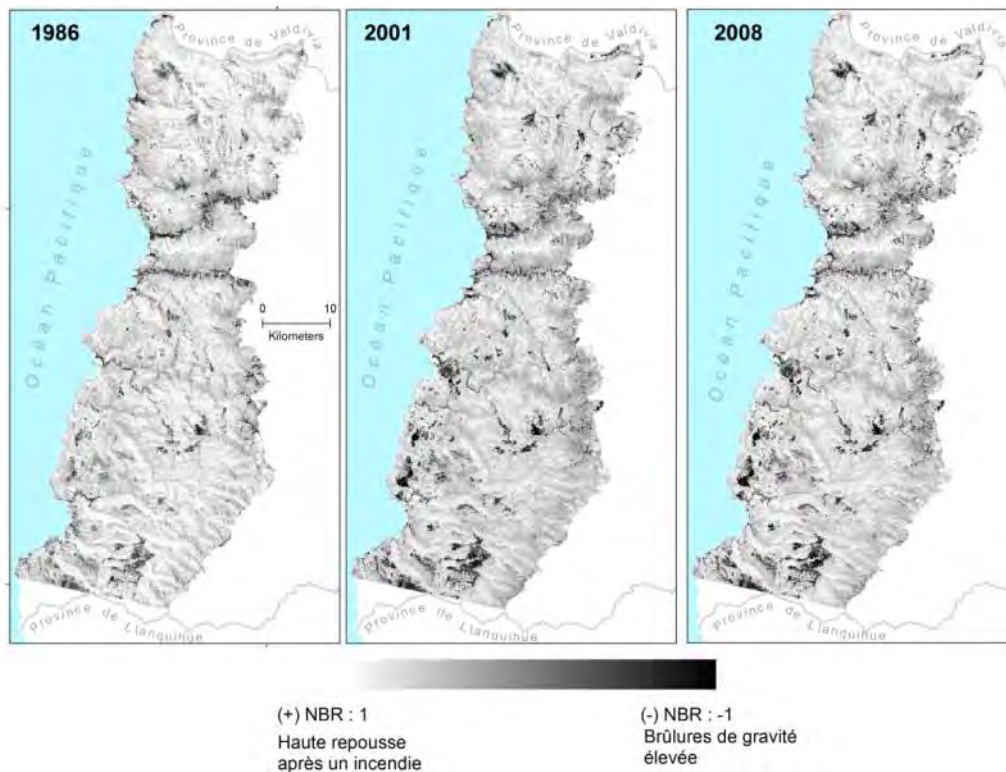 1986
Province de Valdivia
Océan Pacifique
0 10
Kilometers
Province de Llanquihue
2001
Province de Valdivia
Océan Pacifique
Province de Llanquihue
2008
Province de Valdivia
Océan Pacifique
Province de Llanquihue
(+) NBR : 1
Haute repousse
après un incendie
(-) NBR : -1
Brûlures de gravité
élevée